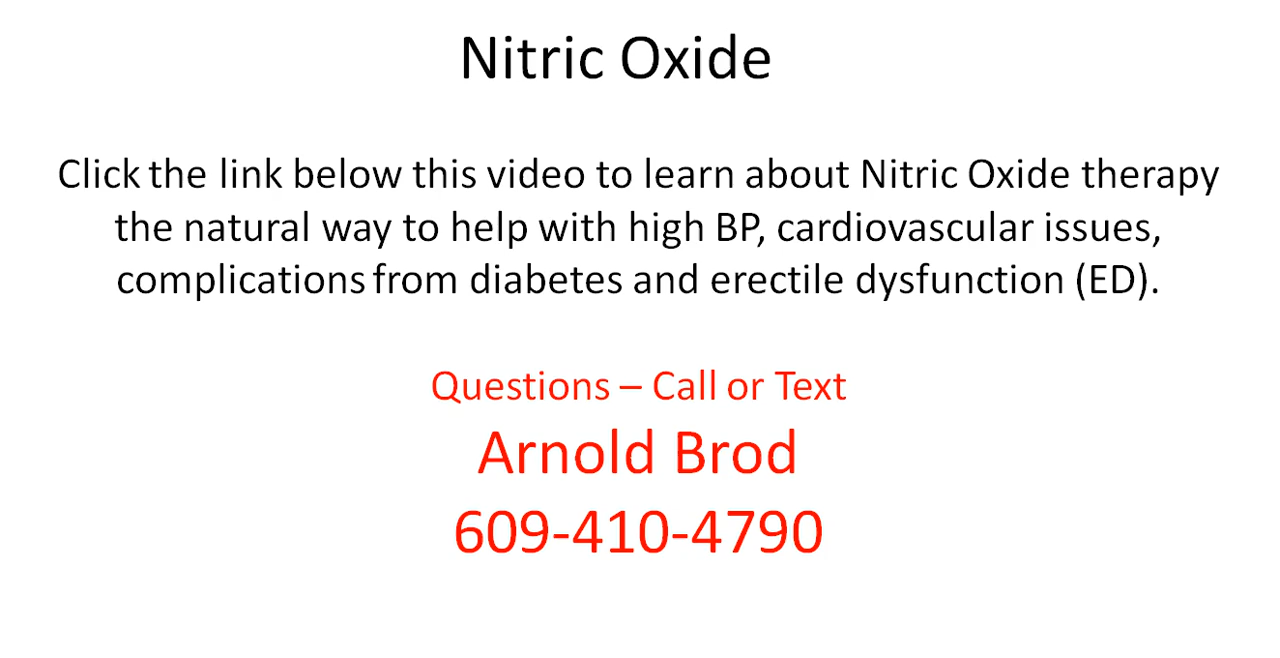 Nitric Oxide
Click the link below this video to learn about Nitric Oxide therapy
the natural way to help with high BP, cardiovascular issues,
complications from diabetes and erectile dysfunction (ED).
Questions – Call or Text
Arnold Brod
609-410-4790